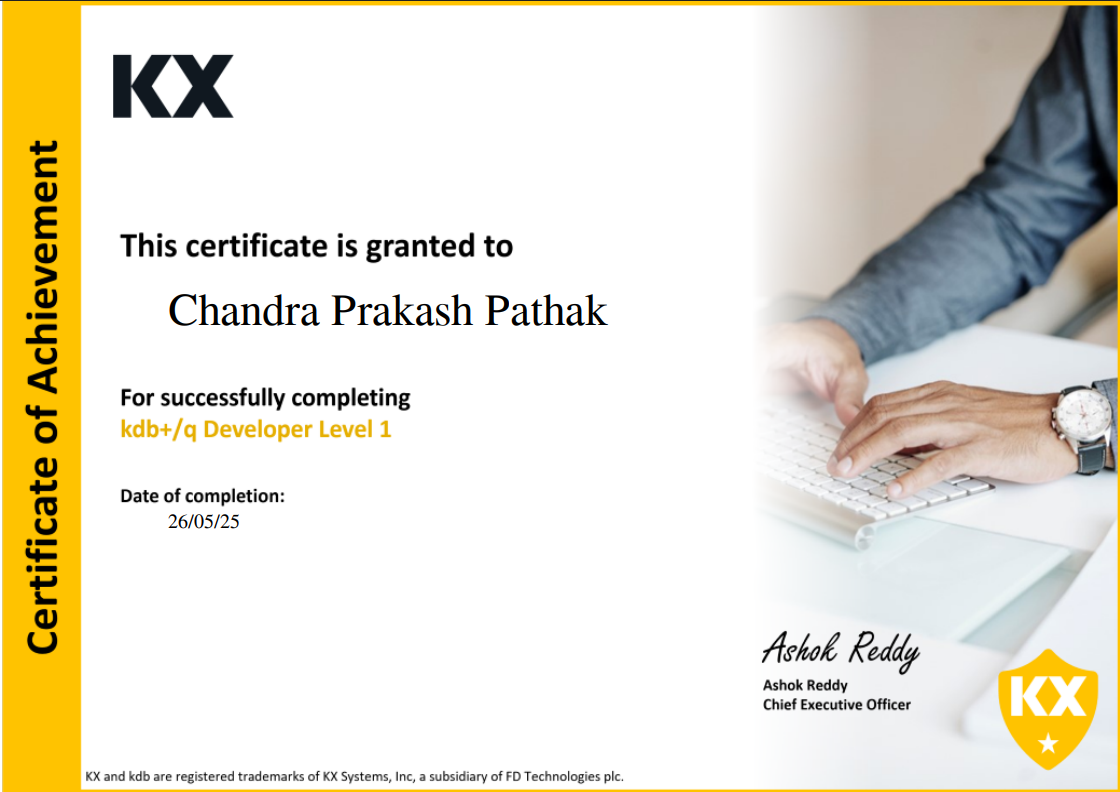 Certificate of Achievement
KX
This certificate is granted to
Chandra Prakash Pathak
For successfully completing
kdb+/q Developer Level 1
Date of completion:
26/05/25
Ashok Reddy
Ashok Reddy
Chief Executive Officer
KX
KX and kdb are registered trademarks of KX Systems, Inc, a subsidiary of FD Technologies plc.